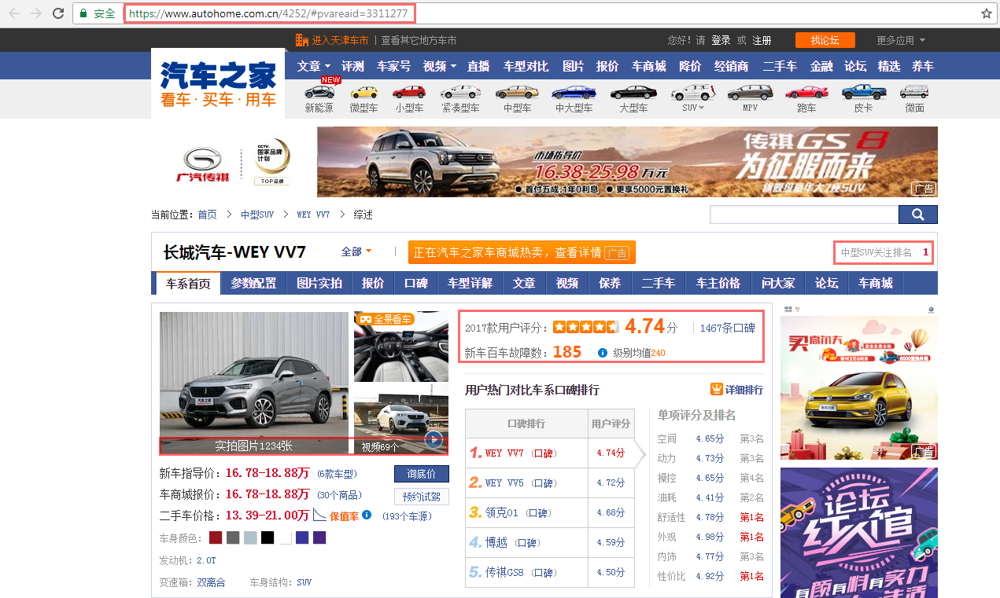 安全 https://www.autohome.com.cn/4252/#pvareaid=3311277
进入天津车市 | 查看其它地方车市 您好！请 登录 或 注册 找论坛 更多应用
汽车之家
看车·买车·用车
文章 评测 车家号 视频 直播 车型对比 图片 报价 车商城 降价 经销商 二手车 金融 论坛 精选 养车
NEW
新能源 微型车 小型车 紧凑型车 中型车 中大型车 大型车 SUV MPV 跑车 皮卡 微面
广汽传祺
CCTV
国家品牌
计划
TOP品牌
市场指导价
16.38-25.98万元
●首付五成,1年0利息 ●更享5000元置换礼
传祺GS8
为征服而来
广告
当前位置：首页 > 中型SUV > WEY VV7 > 综述
长城汽车-WEY VV7 全部 | 正在汽车之家车商城热卖，查看详情 广告
中型SUV关注排名 1
车系首页 参数配置 图片实拍 报价 口碑 车型详解 文章 视频 保养 二手车 车主价格 问大家 论坛 车商城
全景看车
汽车之家
实拍图片1234张
视频69个
新车指导价：16.78-18.88万 (6款车型) 询底价
车商城报价：16.78-18.88万 (30个商品) 预约试驾
二手车价格：13.39-21.00万 保值率 (193个车源)
车身颜色：
发动机：2.0T
变速箱：双离合 车身结构：SUV
2017款用户评分： 4.74分 | 1467条口碑
新车百车故障数：185 级别均值240
用户热门对比车系口碑排行 详细排行
口碑排行 用户评分
1. WEY VV7 (口碑) 4.74分
2. WEY VV5 (口碑) 4.72分
3. 领克01 (口碑) 4.68分
4. 博越 (口碑) 4.59分
5. 传祺GS8 (口碑) 4.50分
单项评分及排名
空间 4.65分 第3名
动力 4.73分 第3名
操控 4.65分 第4名
油耗 4.41分 第2名
舒适性 4.78分 第1名
外观 4.98分 第1名
内饰 4.77分 第3名
性价比 4.92分 第1名
买高尔夫
广告
论坛
红人馆
有颜有料有实力
生活